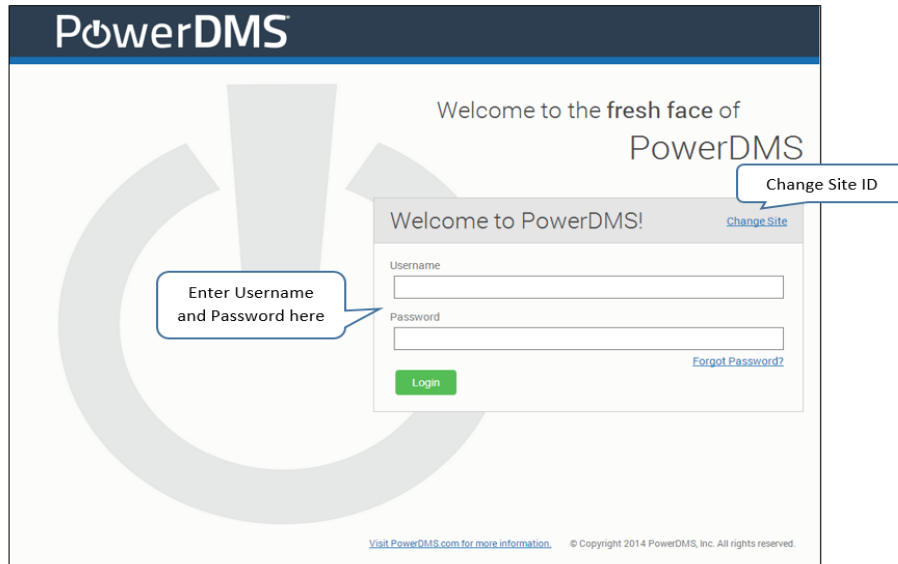 PowerDMS
Welcome to the fresh face of
PowerDMS
Change Site ID
Welcome to PowerDMS!
Change Site
Username
Enter Username
and Password here
Password
Forgot Password?
Login
Visit PowerDMS.com for more information.
© Copyright 2014 PowerDMS, Inc. All rights reserved.